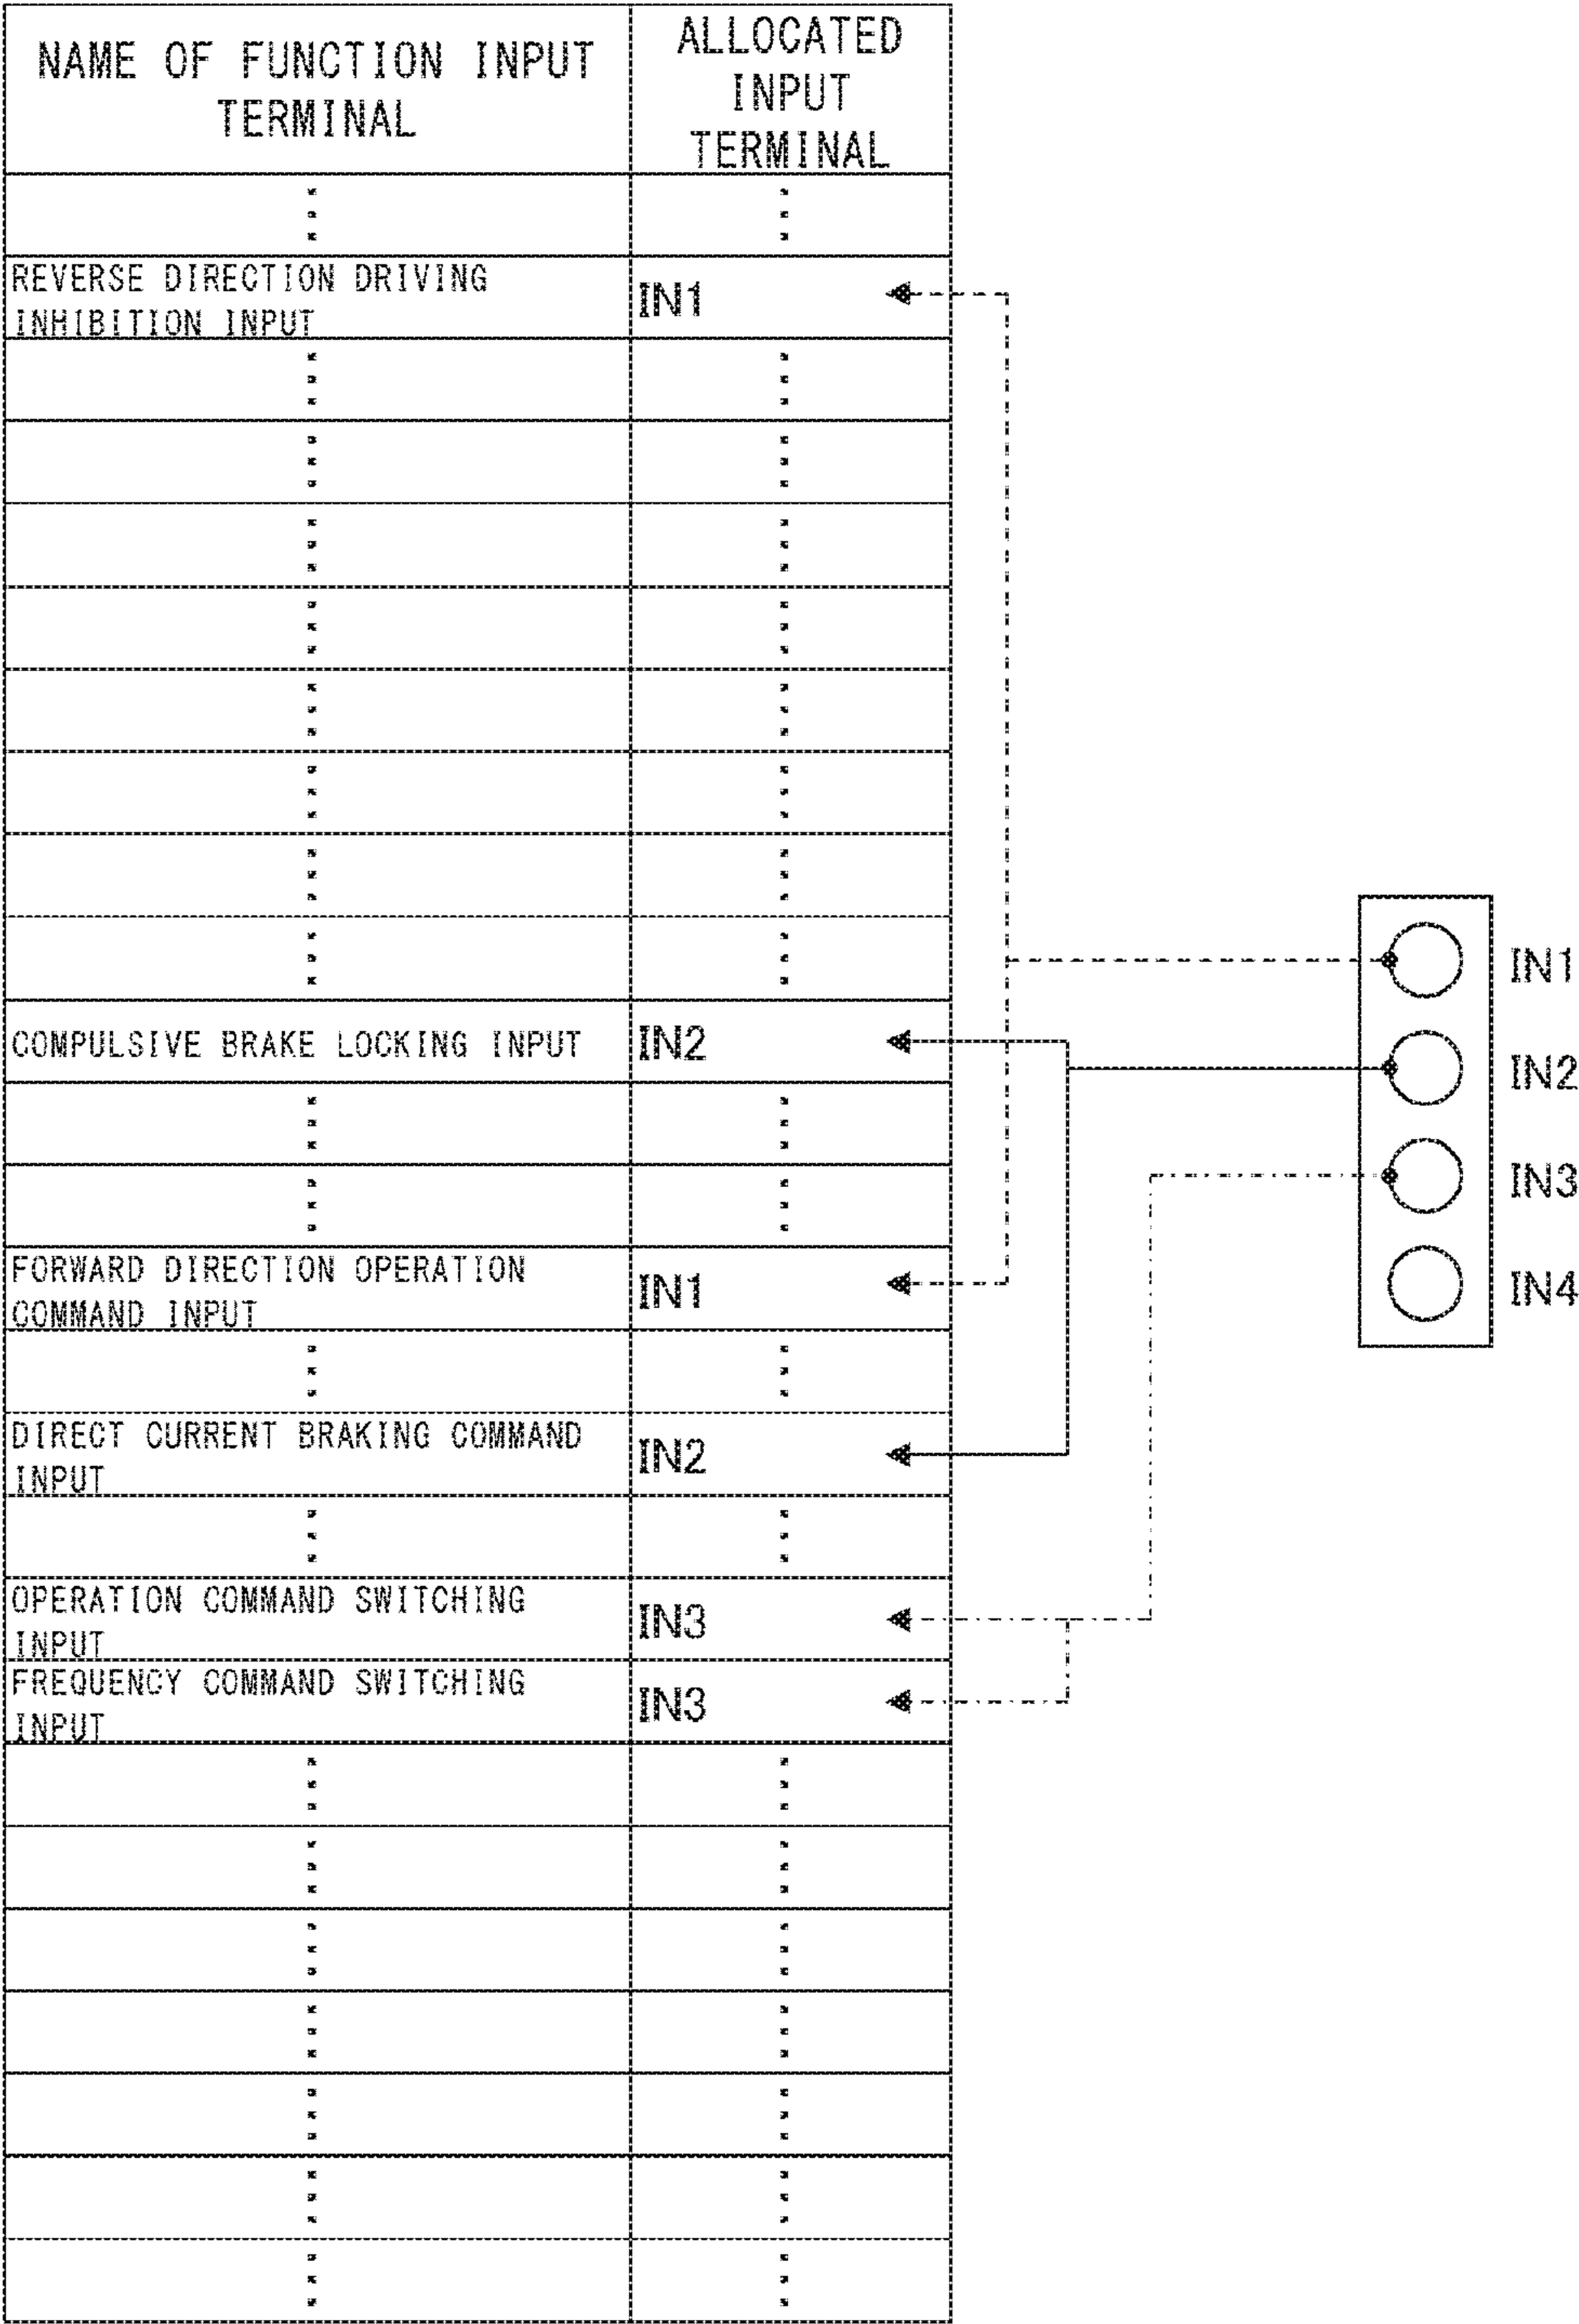 NAME OF FUNCTION INPUT
TERMINAL
ALLOCATED
INPUT
TERMINAL
REVERSE DIRECTION DRIVING
INHIBITION INPUT
IN1
COMPULSIVE BRAKE LOCKING INPUT
IN2
FORWARD DIRECTION OPERATION
COMMAND INPUT
IN1
DIRECT CURRENT BRAKING COMMAND
INPUT
IN2
OPERATION COMMAND SWITCHING
INPUT
IN3
FREQUENCY COMMAND SWITCHING
INPUT
IN3
IN1
IN2
IN3
IN4